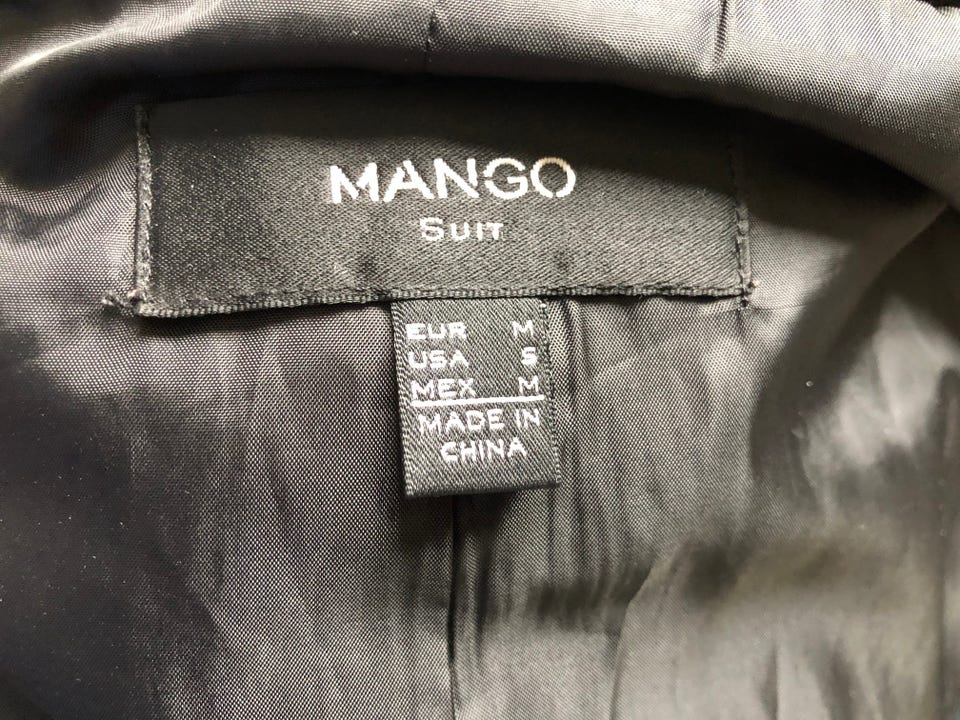 MANGO
SUIT
EUR M
USA S
MEX M
MADE IN
CHINA